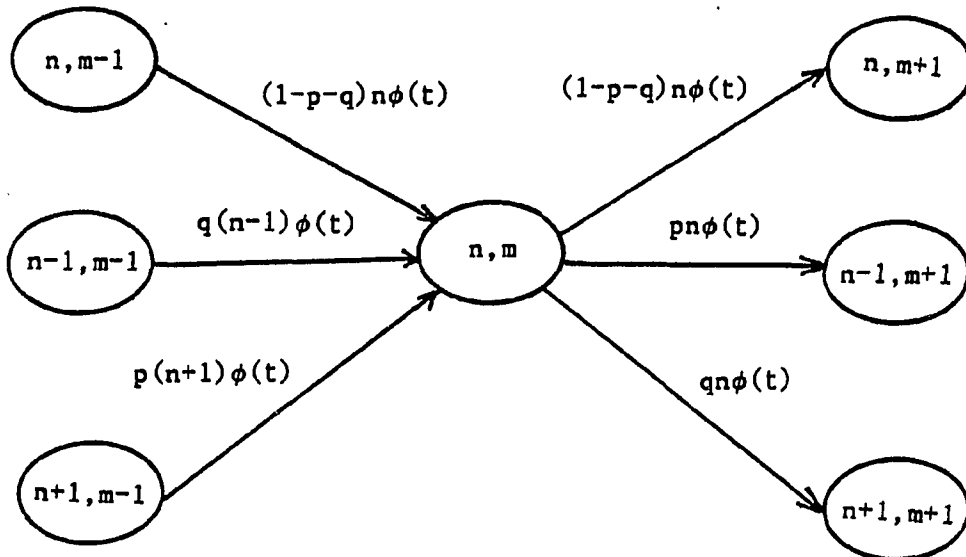 n,m-1
n,m+1
(1-p-q)nϕ(t)
(1-p-q)nϕ(t)
q(n-1)ϕ(t)
pnϕ(t)
n-1,m-1
n,m
n-1,m+1
p(n+1)ϕ(t)
qnϕ(t)
n+1,m-1
n+1,m+1